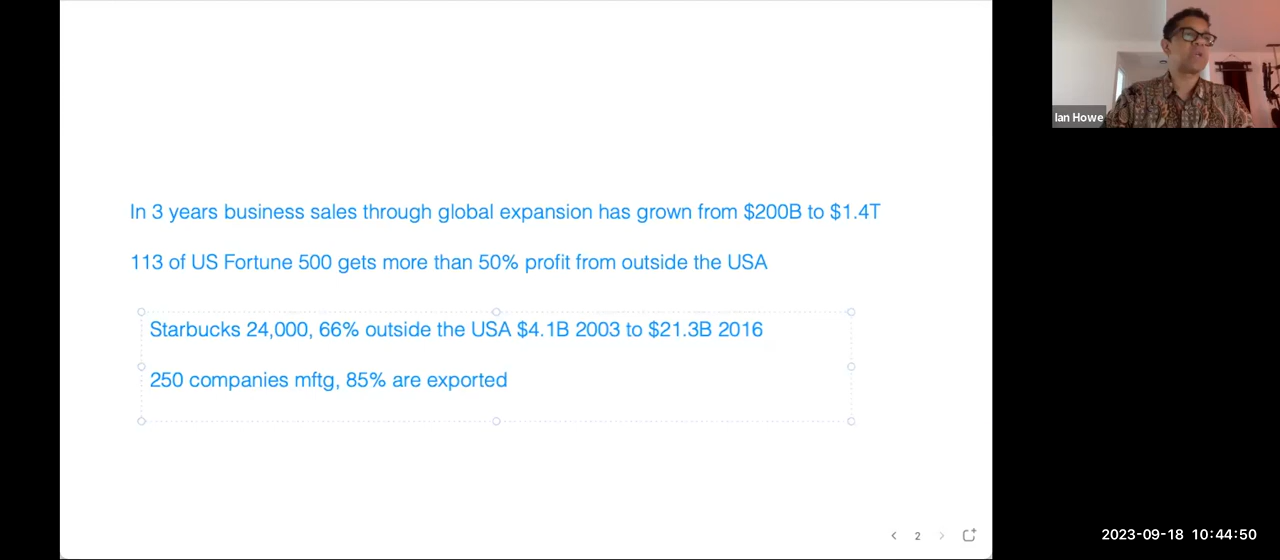 In 3 years business sales through global expansion has grown from $200B to $1.4T
113 of US Fortune 500 gets more than 50% profit from outside the USA
Starbucks 24,000, 66% outside the USA $4.1B 2003 to $21.3B 2016
250 companies mftg, 85% are exported
2
Ian Howe
2023-09-18 10:44:50